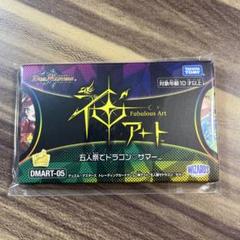 DUEL MASTERS
TAKARA TOMY
対象年齢10才以上
神アート
Fabulous Art
五人祭でドラゴン・サマー
DMART-05
WIZARDS